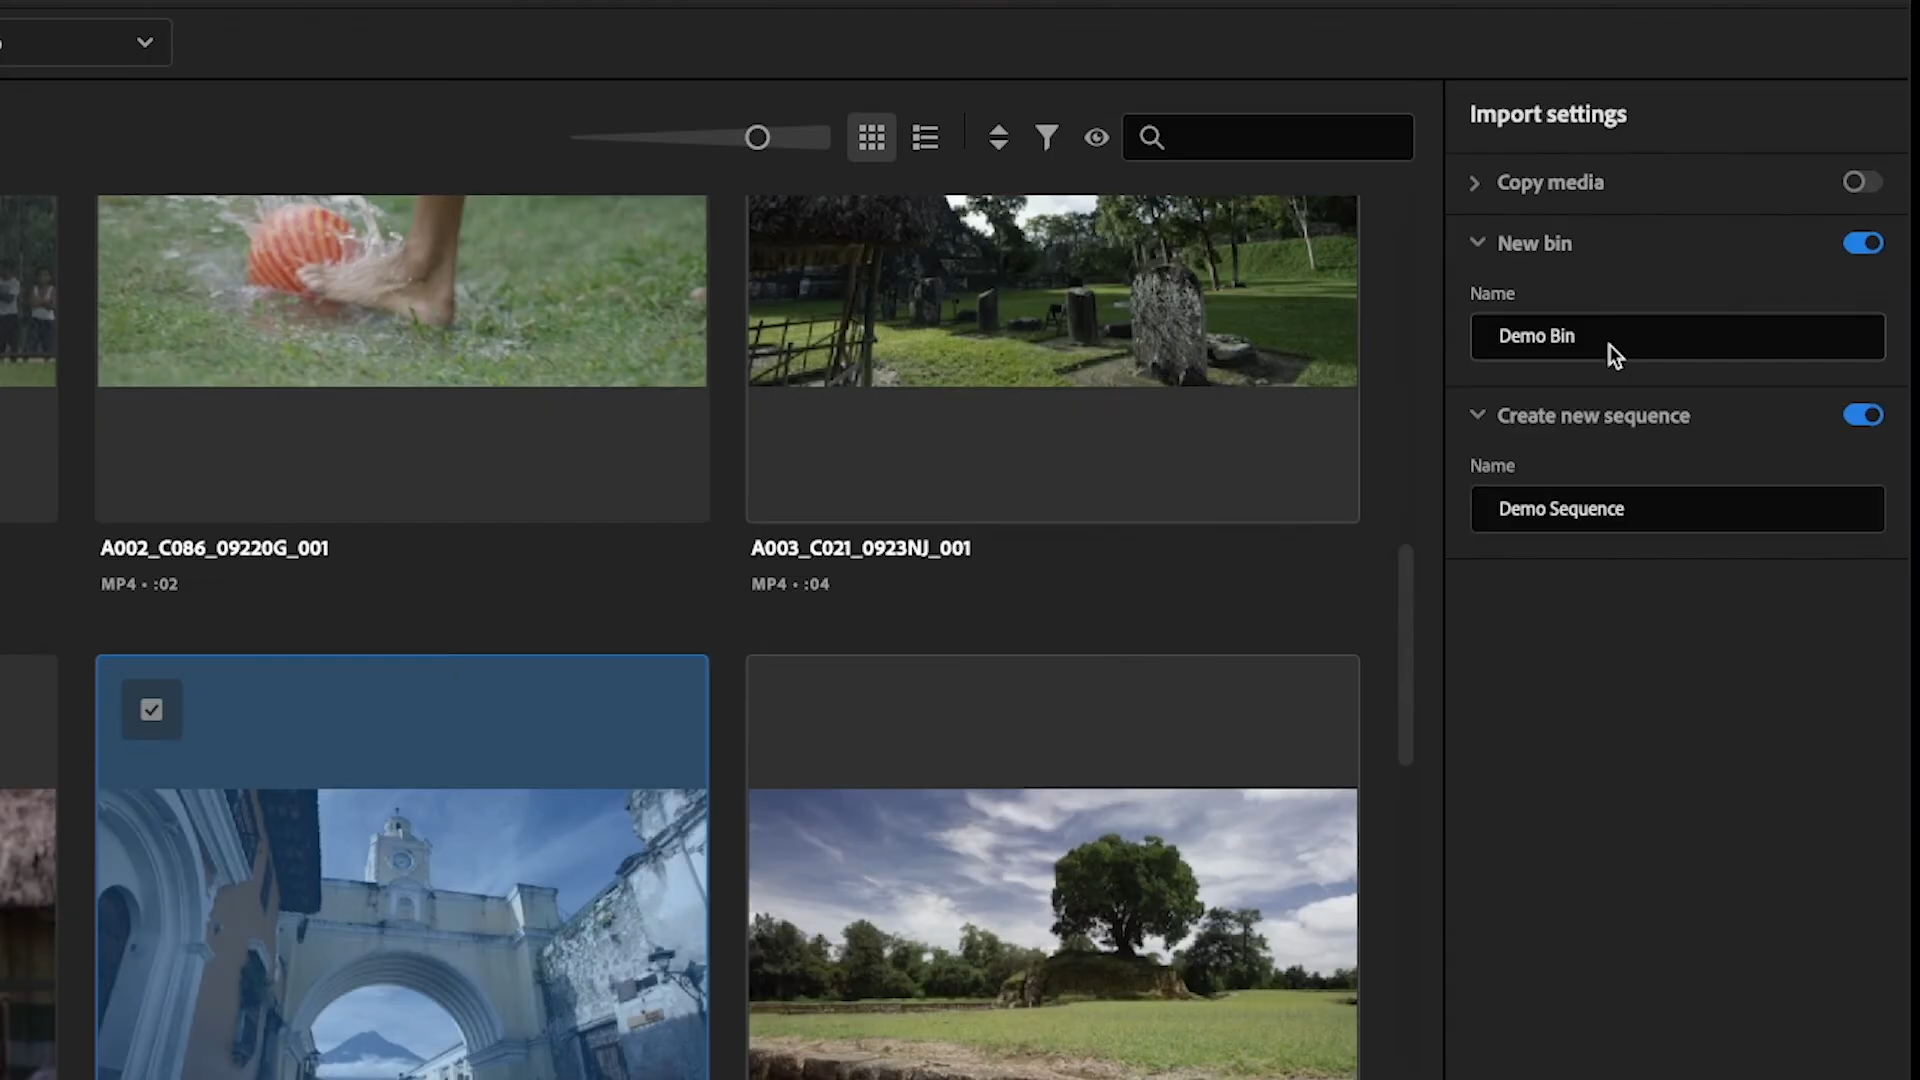 Import settings
Copy media
New bin
Name
Demo Bin
Create new sequence
Name
Demo Sequence
A002_C086_09220G_001
MP4 • :02
A003_C021_0923NJ_001
MP4 • :04